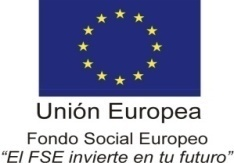 Unión Europea
Fondo Social Europeo
“El FSE invierte en tu futuro”